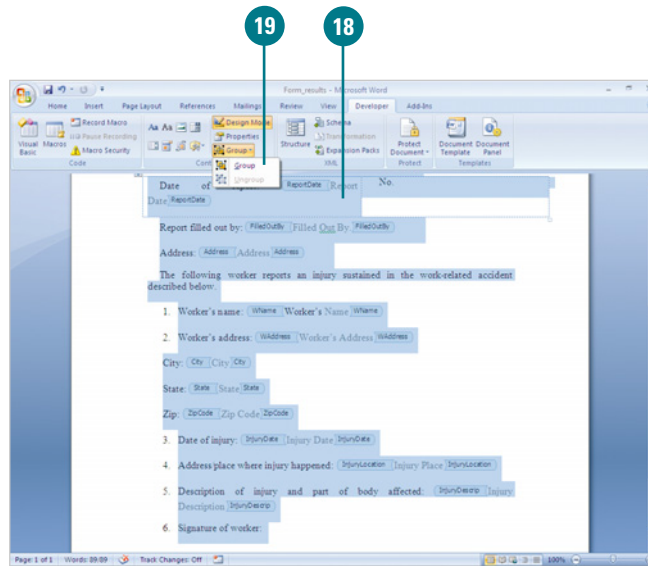 19 18
Form_results - Microsoft Word
Home Insert Page Layout References Mailings Review View Developer Add-Ins
Visual Basic Macros Record Macro Pause Recording Macro Security Code
Aa Aa Design Mode Properties Group
Structure Schema Transformation Expansion Packs XML
Protect Document Protect
Document Template Document Panel Templates
Group
Ungroup
Date of ReportDate Report No.
Date ReportDate
Report filled out by: FilledOutBy Filled Out By FilledOutBy
Address: Address Address Address
The following worker reports an injury sustained in the work-related accident
described below.
1. Worker's name: WName Worker's Name WName
2. Worker's address: WAddress Worker's Address WAddress
City: City City City
State: State State State
Zip: ZipCode Zip Code ZipCode
3. Date of injury: InjuryDate Injury Date InjuryDate
4. Address/place where injury happened: InjuryLocation Injury Place InjuryLocation
5. Description of injury and part of body affected: InjuryDescrip Injury
Description InjuryDescrip
6. Signature of worker:
Page: 1 of 1 Words: 89/89 Track Changes: Off 100%